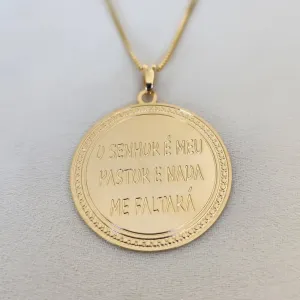 O SENHOR É MEU
PASTOR E NADA
ME FALTARÁ